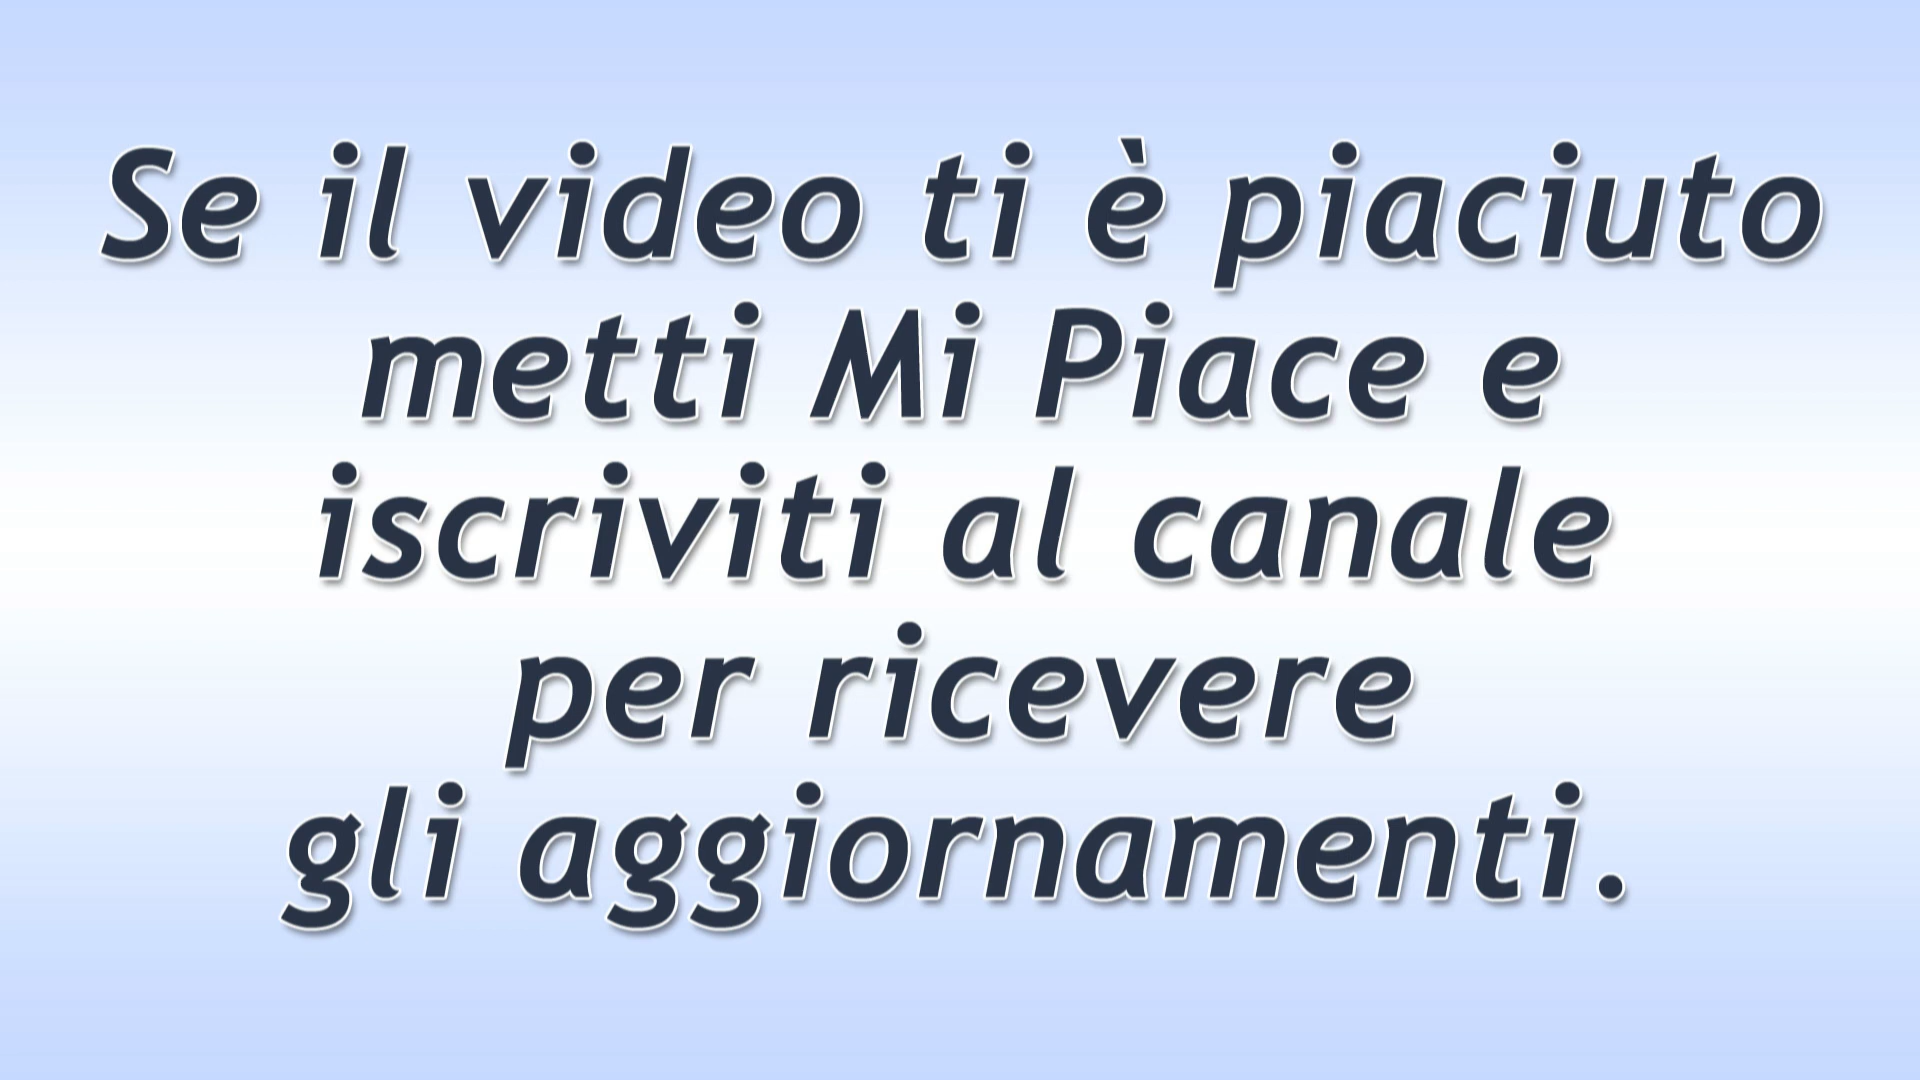 Se il video ti è piaciuto
metti Mi Piace e
iscriviti al canale
per ricevere
gli aggiornamenti.